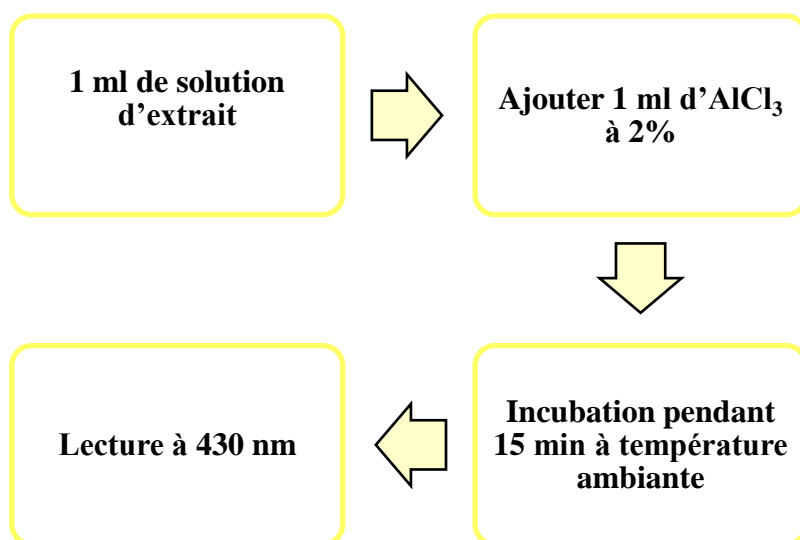 1 ml de solution
d’extrait
Ajouter 1 ml d’AlCl₃
à 2%
Incubation pendant
15 min à température
ambiante
Lecture à 430 nm